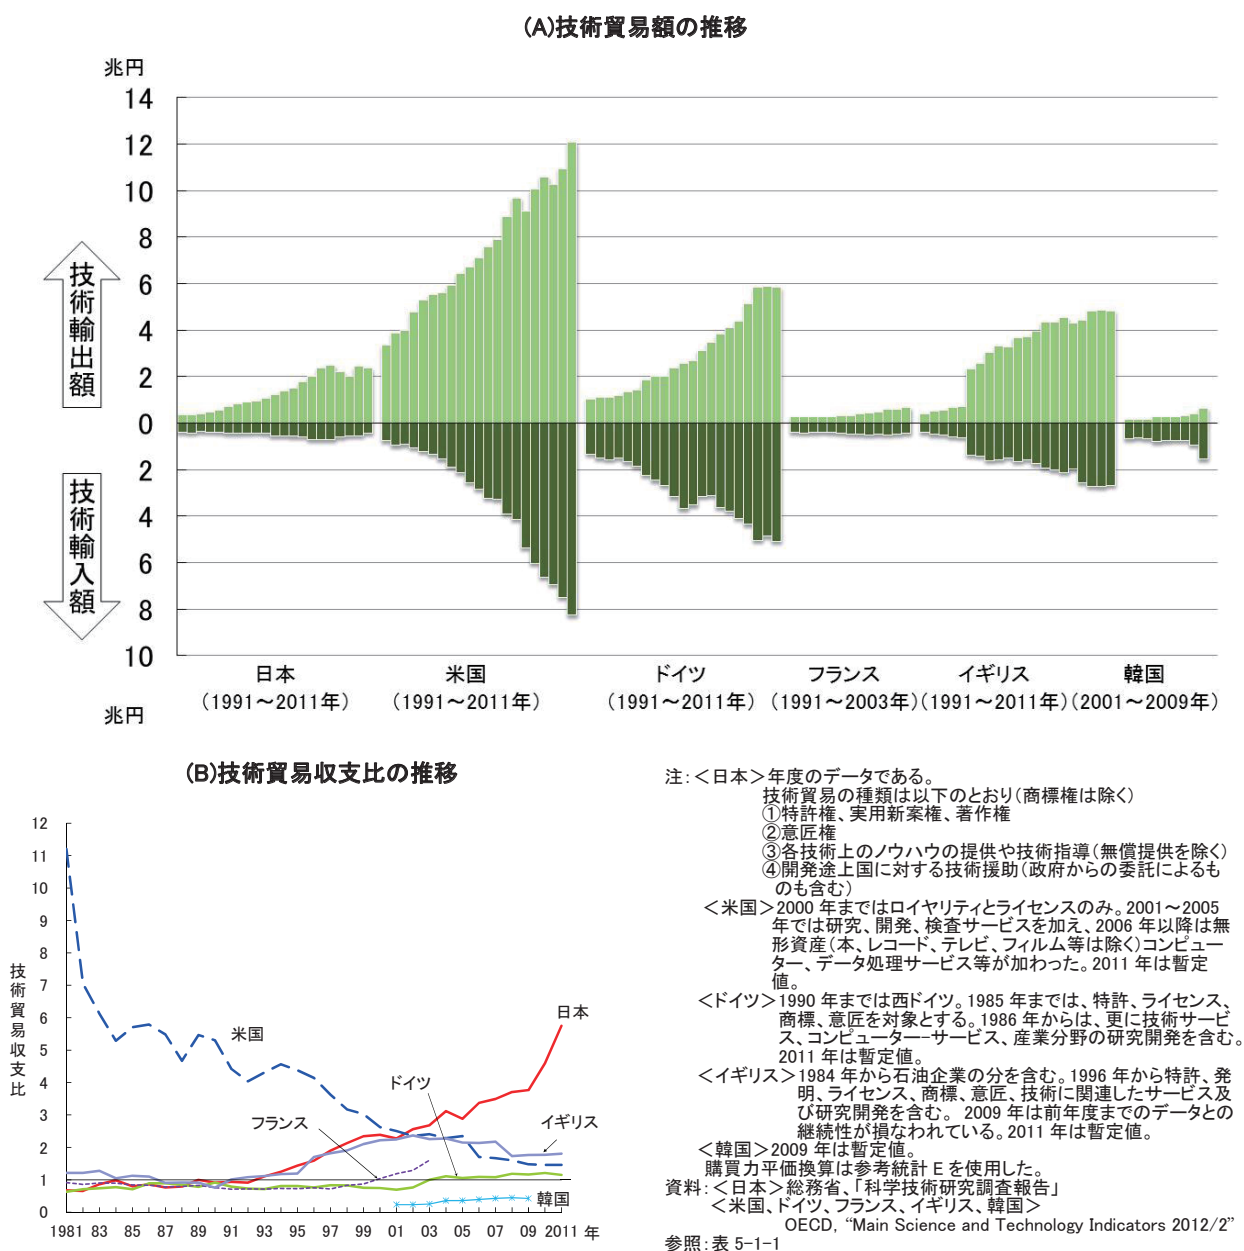 (A)技術貿易額の推移
兆円
14
12
10
8
6
4
2
0
2
4
6
8
10
技術輸出額
技術輸入額
日本
米国
ドイツ
フランス
イギリス
韓国
(1991～2011年)
(1991～2011年)
(1991～2011年)
(1991～2003年)
(1991～2011年)
(2001～2009年)
兆円
(B)技術貿易収支比の推移
12
11
10
9
8
7
6
5
4
3
2
1
0
技術貿易収支比
米国
日本
ドイツ
フランス
イギリス
韓国
1981 83 85 87 89 91 93 95 97 99 01 03 05 07 09 2011 年
注:＜日本＞年度のデータである。
技術貿易の種類は以下のとおり(商標権は除く)
①特許権、実用新案権、著作権
②意匠権
③各技術上のノウハウの提供や技術指導(無償提供を除く)
④開発途上国に対する技術援助(政府からの委託によるも
のも含む)
＜米国＞2000 年まではロイヤリティとライセンスのみ。2001～2005
年では研究、開発、検査サービスを加え、2006 年以降は無
形資産(本、レコード、テレビ、フィルム等は除く)コンピュー
ター、データ処理サービス等が加わった。2011 年は暫定
値。
＜ドイツ＞1990 年までは西ドイツ。1985 年までは、特許、ライセンス、
商標、意匠を対象とする。1986 年からは、更に技術サービ
ス、コンピューター-サービス、産業分野の研究開発を含む。
2011 年は暫定値。
＜イギリス＞1984 年から石油企業の分を含む。1996 年から特許、発
明、ライセンス、商標、意匠、技術に関連したサービス及
び研究開発を含む。 2009 年は前年度までのデータとの
継続性が損なわれている。2011 年は暫定値。
＜韓国＞2009 年は暫定値。
購買力平価換算は参考統計 E を使用した。
資料:＜日本＞総務省、「科学技術研究調査報告」
＜米国、ドイツ、フランス、イギリス、韓国＞
OECD, “Main Science and Technology Indicators 2012/2”
参照:表 5-1-1